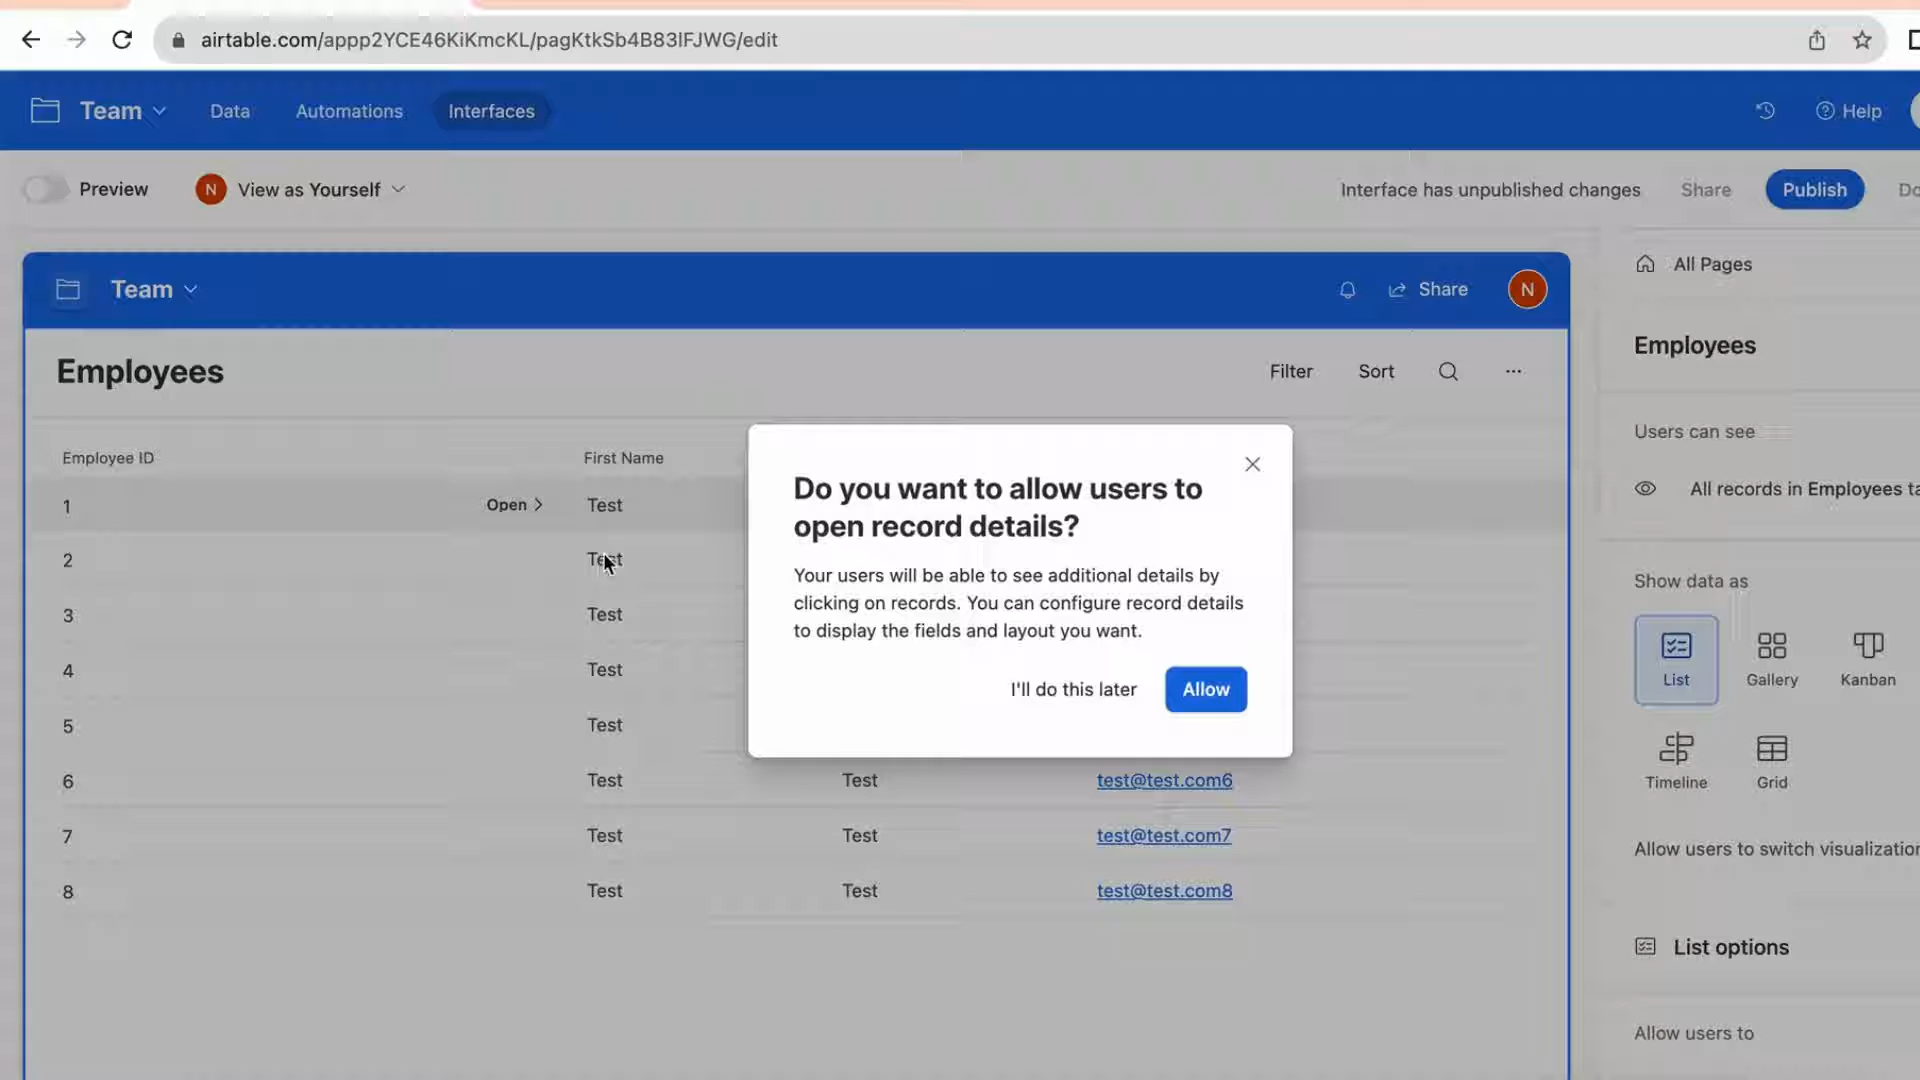 airtable.com/appp2YCE46KiKmcKL/pagKtkSb4B83lFJWG/edit
Team Data Automations Interfaces Help
Preview N View as Yourself Interface has unpublished changes Share Publish
Team Share N
All Pages
Employees Filter Sort
Employees
Users can see
All records in Employees
Employee ID First Name
1 Open Test
2 Test
3 Test
4 Test
5 Test
6 Test Test test@test.com6
7 Test Test test@test.com7
8 Test Test test@test.com8
Do you want to allow users to
open record details?
Your users will be able to see additional details by
clicking on records. You can configure record details
to display the fields and layout you want.
I'll do this later Allow
Show data as
List Gallery Kanban
Timeline Grid
Allow users to switch
List options
Allow users to